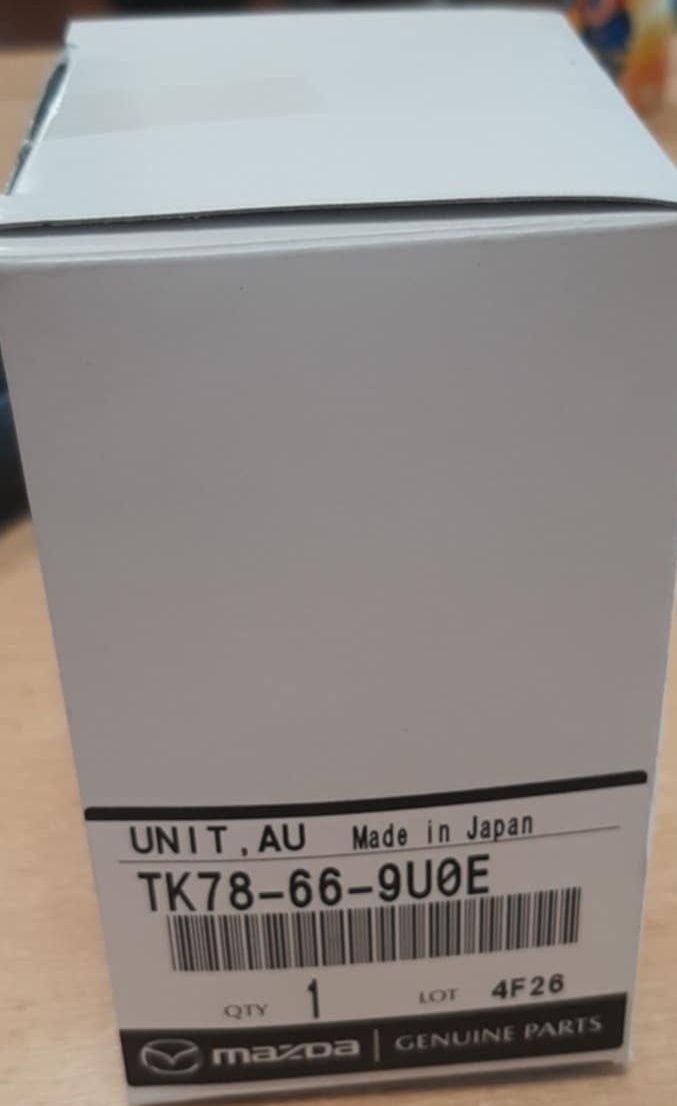 UNIT,AU Made in Japan
TK78-66-9U0E
QTY 1 LOT 4F26
mazda | GENUINE PARTS